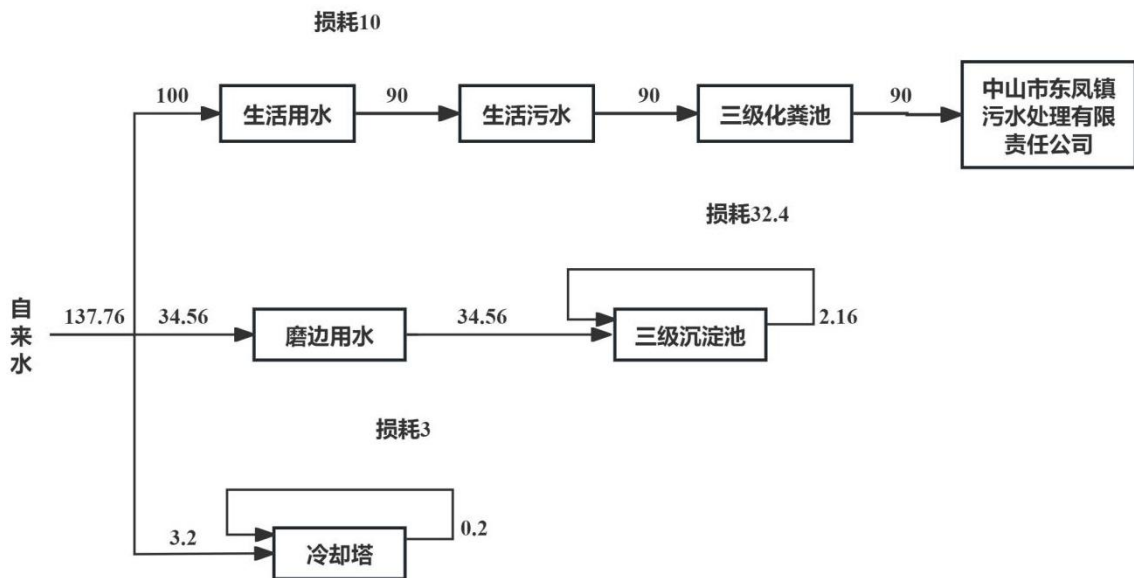 损耗10
100
生活用水
90
生活污水
90
三级化粪池
90
中山市东凤镇
污水处理有限
责任公司
损耗32.4
自
来
水
137.76
34.56
磨边用水
34.56
三级沉淀池
2.16
损耗3
3.2
冷却塔
0.2